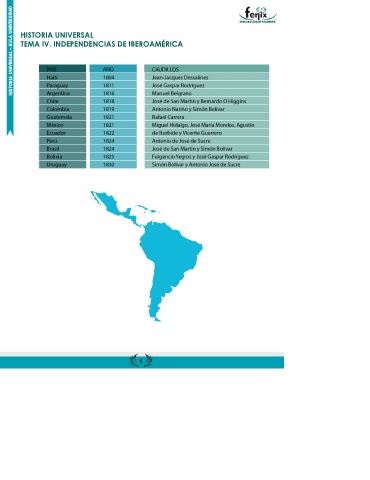 fenix
HISTORIA UNIVERSAL
TEMA IV. INDEPENDENCIAS DE IBEROAMÉRICA
PAÍS AÑO CAUDILLOS
Haití 1804 Jean-Jacques Dessalines
Paraguay 1811 José Gaspar Rodríguez
Argentina 1816 Manuel Belgrano
Chile 1818 José de San Martín y Bernardo O'Higgins
Colombia 1819 Antonio Nariño y Simón Bolívar
Guatemala 1821 Rafael Carrera
México 1821 Miguel Hidalgo, José María Morelos, Agustín
Ecuador 1822 de Iturbide y Vicente Guerrero
Perú 1824 Antonio de José de Sucre
Brasil 1824 José de San Martín y Simón Bolívar
Bolivia 1825 Fulgencio Yegros y José Gaspar Rodríguez
Uruguay 1830 Simón Bolívar y Antonio José de Sucre
1